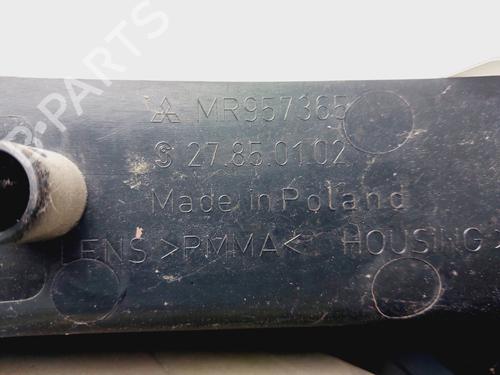 MR957365
S 27.85.01.02
Made in Poland
LENS >PMMA< HOUSING >
PARTS